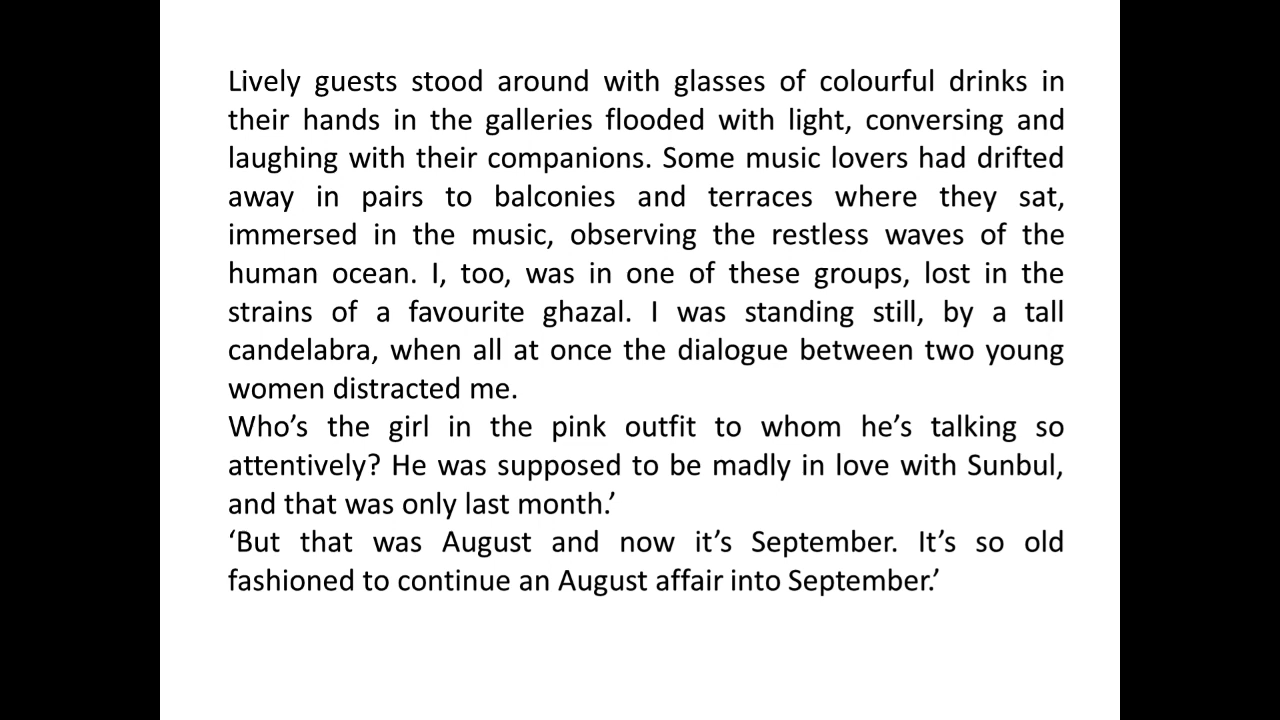 Lively guests stood around with glasses of colourful drinks in
their hands in the galleries flooded with light, conversing and
laughing with their companions. Some music lovers had drifted
away in pairs to balconies and terraces where they sat,
immersed in the music, observing the restless waves of the
human ocean. I, too, was in one of these groups, lost in the
strains of a favourite ghazal. I was standing still, by a tall
candelabra, when all at once the dialogue between two young
women distracted me.
Who’s the girl in the pink outfit to whom he’s talking so
attentively? He was supposed to be madly in love with Sunbul,
and that was only last month.’
‘But that was August and now it’s September. It’s so old
fashioned to continue an August affair into September.’